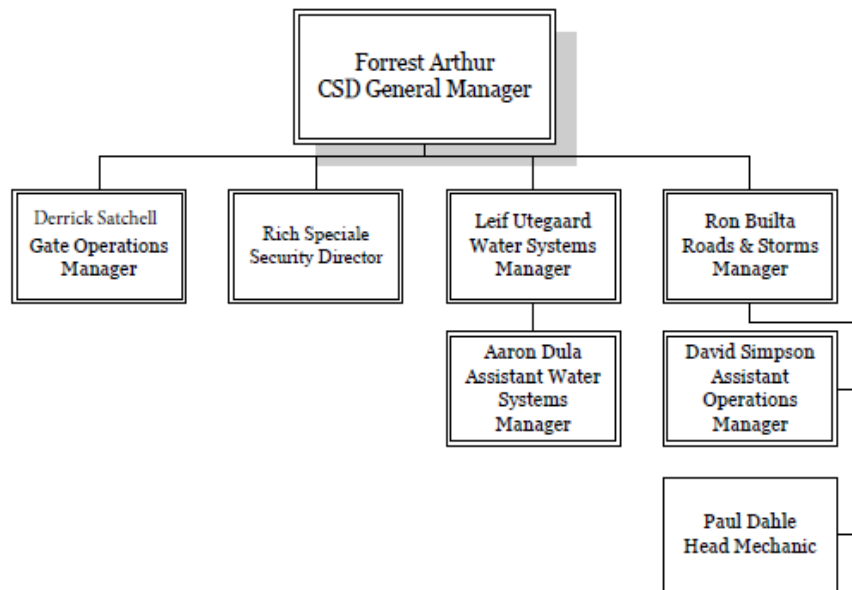 Forrest Arthur
CSD General Manager
Derrick Satchell
Gate Operations
Manager
Rich Speciale
Security Director
Leif Utegaard
Water Systems
Manager
Ron Builta
Roads & Storms
Manager
Aaron Dula
Assistant Water
Systems
Manager
David Simpson
Assistant
Operations
Manager
Paul Dahle
Head Mechanic